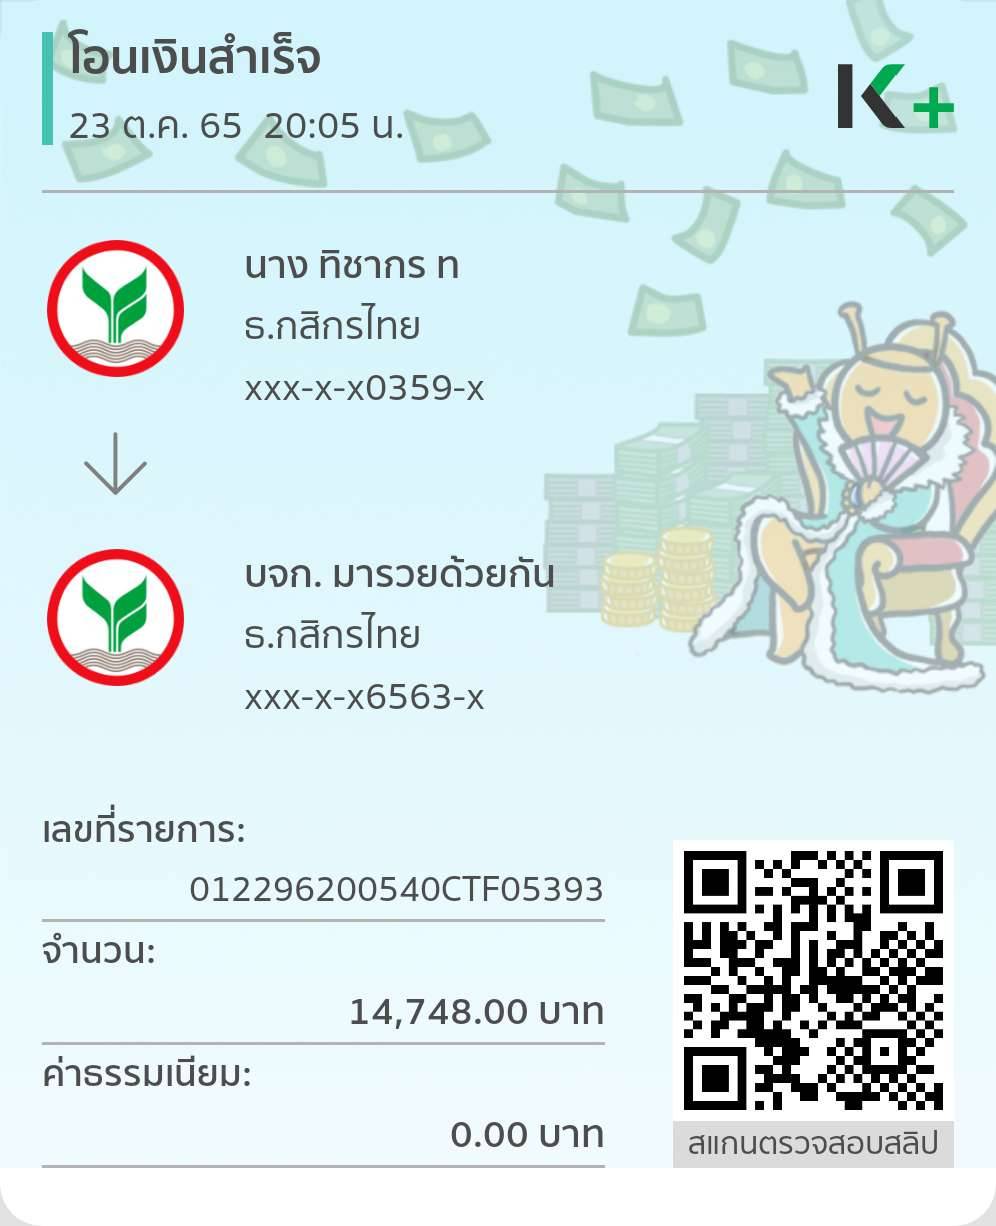 โอนเงินสำเร็จ
23 ต.ค. 65 20:05 น.
K+
นาง ทิชากร ท
ธ.กสิกรไทย
xxx-x-x0359-x
บจก. มารวยด้วยกัน
ธ.กสิกรไทย
xxx-x-x6563-x
เลขที่รายการ:
012296200540CTF05393
จำนวน:
14,748.00 บาท
ค่าธรรมเนียม:
0.00 บาท
สแกนตรวจสอบสลิป